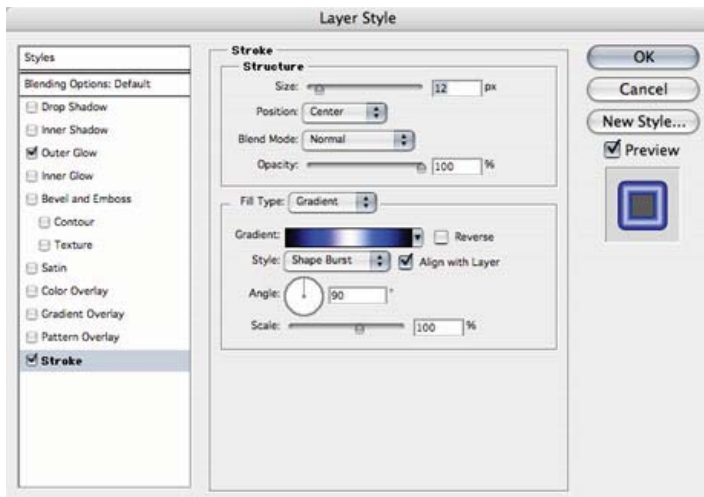 Layer Style
Styles
Blending Options: Default
Drop Shadow
Inner Shadow
Outer Glow
Inner Glow
Bevel and Emboss
Contour
Texture
Satin
Color Overlay
Gradient Overlay
Pattern Overlay
Stroke
Stroke
Structure
Size: 12 px
Position: Center
Blend Mode: Normal
Opacity: 100 %
Fill Type: Gradient
Gradient: Reverse
Style: Shape Burst Align with Layer
Angle: 90 °
Scale: 100 %
OK
Cancel
New Style...
Preview